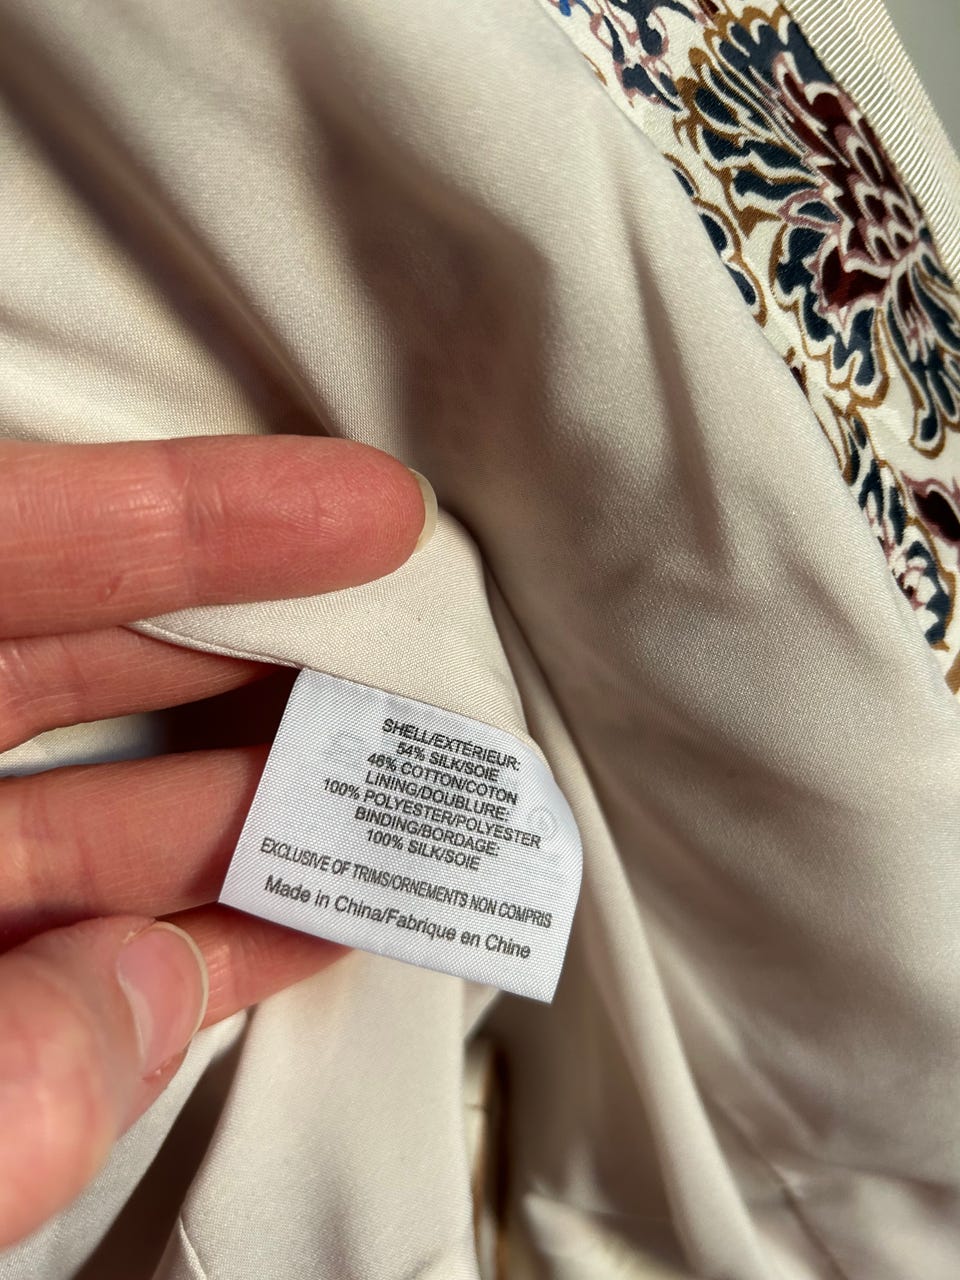 SHELL/EXTÉRIEUR:
54% SILK/SOIE
46% COTTON/COTON
LINING/DOUBLURE:
100% POLYESTER/POLYESTER
BINDING/BORDAGE:
100% SILK/SOIE
EXCLUSIVE OF TRIMS/ORNEMENTS NON COMPRIS
Made in China/Fabrique en Chine